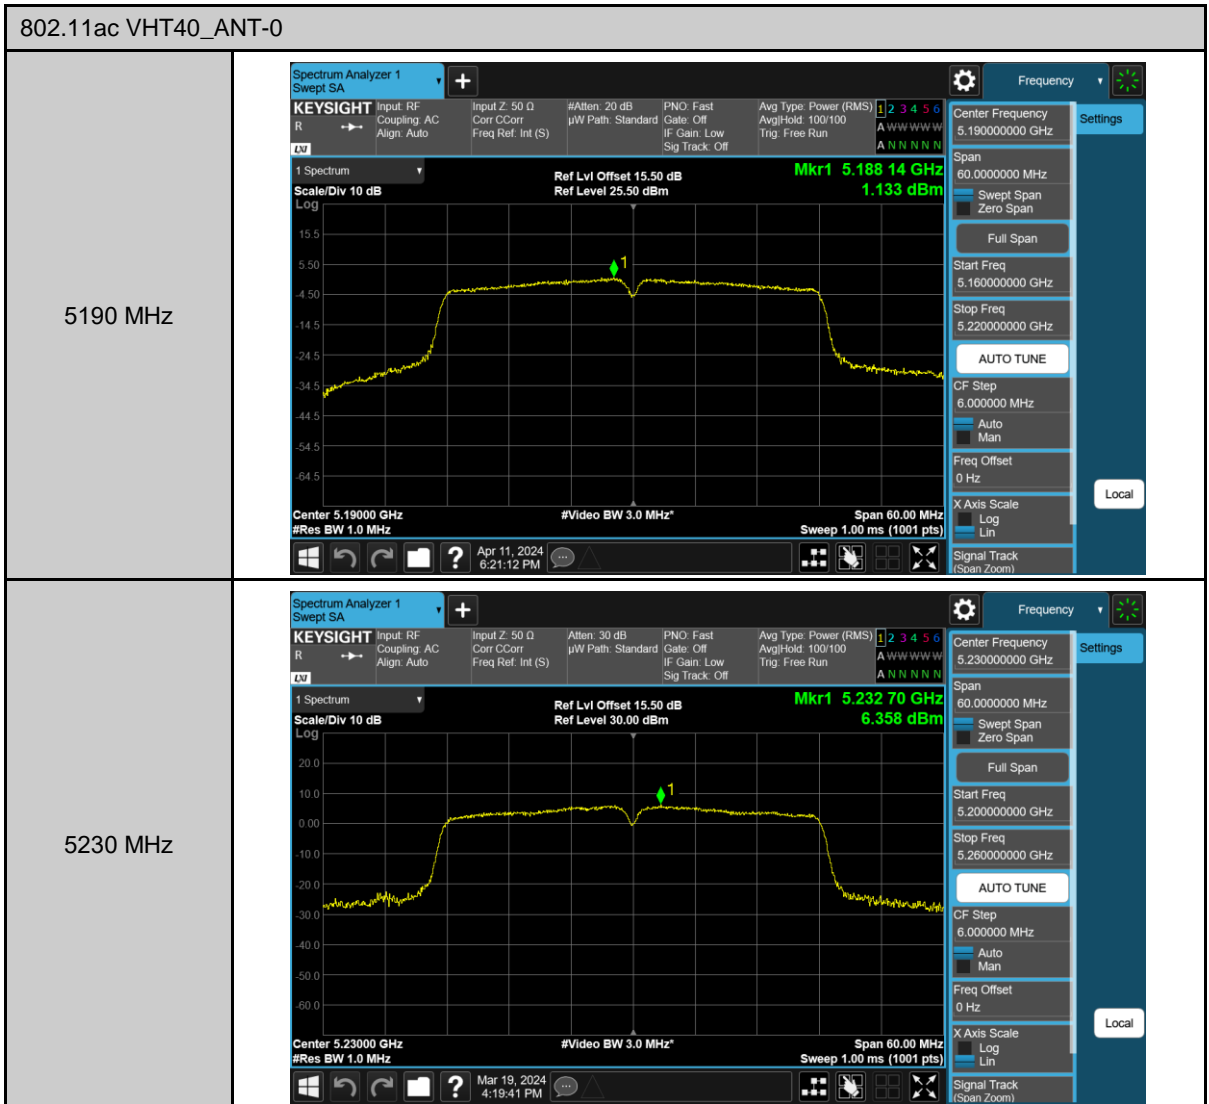 802.11ac VHT40_ANT-0
5190 MHz
Spectrum Analyzer 1
Swept SA
Frequency
KEYSIGHT
R
LXI
Input: RF
Coupling: AC
Align: Auto
Input Z: 50 Ω
Corr CCorr
Freq Ref: Int (S)
#Atten: 20 dB
µW Path: Standard
PNO: Fast
Gate: Off
IF Gain: Low
Sig Track: Off
Avg Type: Power (RMS)
Avg|Hold: 100/100
Trig: Free Run
1 2 3 4 5 6
A W W W W W
A N N N N N
1 Spectrum
Scale/Div 10 dB
Log
Ref Lvl Offset 15.50 dB
Ref Level 25.50 dBm
Mkr1 5.188 14 GHz
1.133 dBm
15.5
5.50
-4.50
-14.5
-24.5
-34.5
-44.5
-54.5
-64.5
1
Center 5.19000 GHz
#Res BW 1.0 MHz
#Video BW 3.0 MHz*
Span 60.00 MHz
Sweep 1.00 ms (1001 pts)
Apr 11, 2024
6:21:12 PM
Center Frequency
5.190000000 GHz
Settings
Span
60.0000000 MHz
Swept Span
Zero Span
Full Span
Start Freq
5.160000000 GHz
Stop Freq
5.220000000 GHz
AUTO TUNE
CF Step
6.000000 MHz
Auto
Man
Freq Offset
0 Hz
X Axis Scale
Log
Lin
Signal Track
(Span Zoom)
Local
5230 MHz
Spectrum Analyzer 1
Swept SA
Frequency
KEYSIGHT
R
LXI
Input: RF
Coupling: AC
Align: Auto
Input Z: 50 Ω
Corr CCorr
Freq Ref: Int (S)
Atten: 30 dB
µW Path: Standard
PNO: Fast
Gate: Off
IF Gain: Low
Sig Track: Off
Avg Type: Power (RMS)
Avg|Hold: 100/100
Trig: Free Run
1 2 3 4 5 6
A W W W W W
A N N N N N
1 Spectrum
Scale/Div 10 dB
Log
Ref Lvl Offset 15.50 dB
Ref Level 30.00 dBm
Mkr1 5.232 70 GHz
6.358 dBm
20.0
10.0
0.00
-10.0
-20.0
-30.0
-40.0
-50.0
-60.0
1
Center 5.23000 GHz
#Res BW 1.0 MHz
#Video BW 3.0 MHz*
Span 60.00 MHz
Sweep 1.00 ms (1001 pts)
Mar 19, 2024
4:19:41 PM
Center Frequency
5.230000000 GHz
Settings
Span
60.0000000 MHz
Swept Span
Zero Span
Full Span
Start Freq
5.200000000 GHz
Stop Freq
5.260000000 GHz
AUTO TUNE
CF Step
6.000000 MHz
Auto
Man
Freq Offset
0 Hz
X Axis Scale
Log
Lin
Signal Track
(Span Zoom)
Local